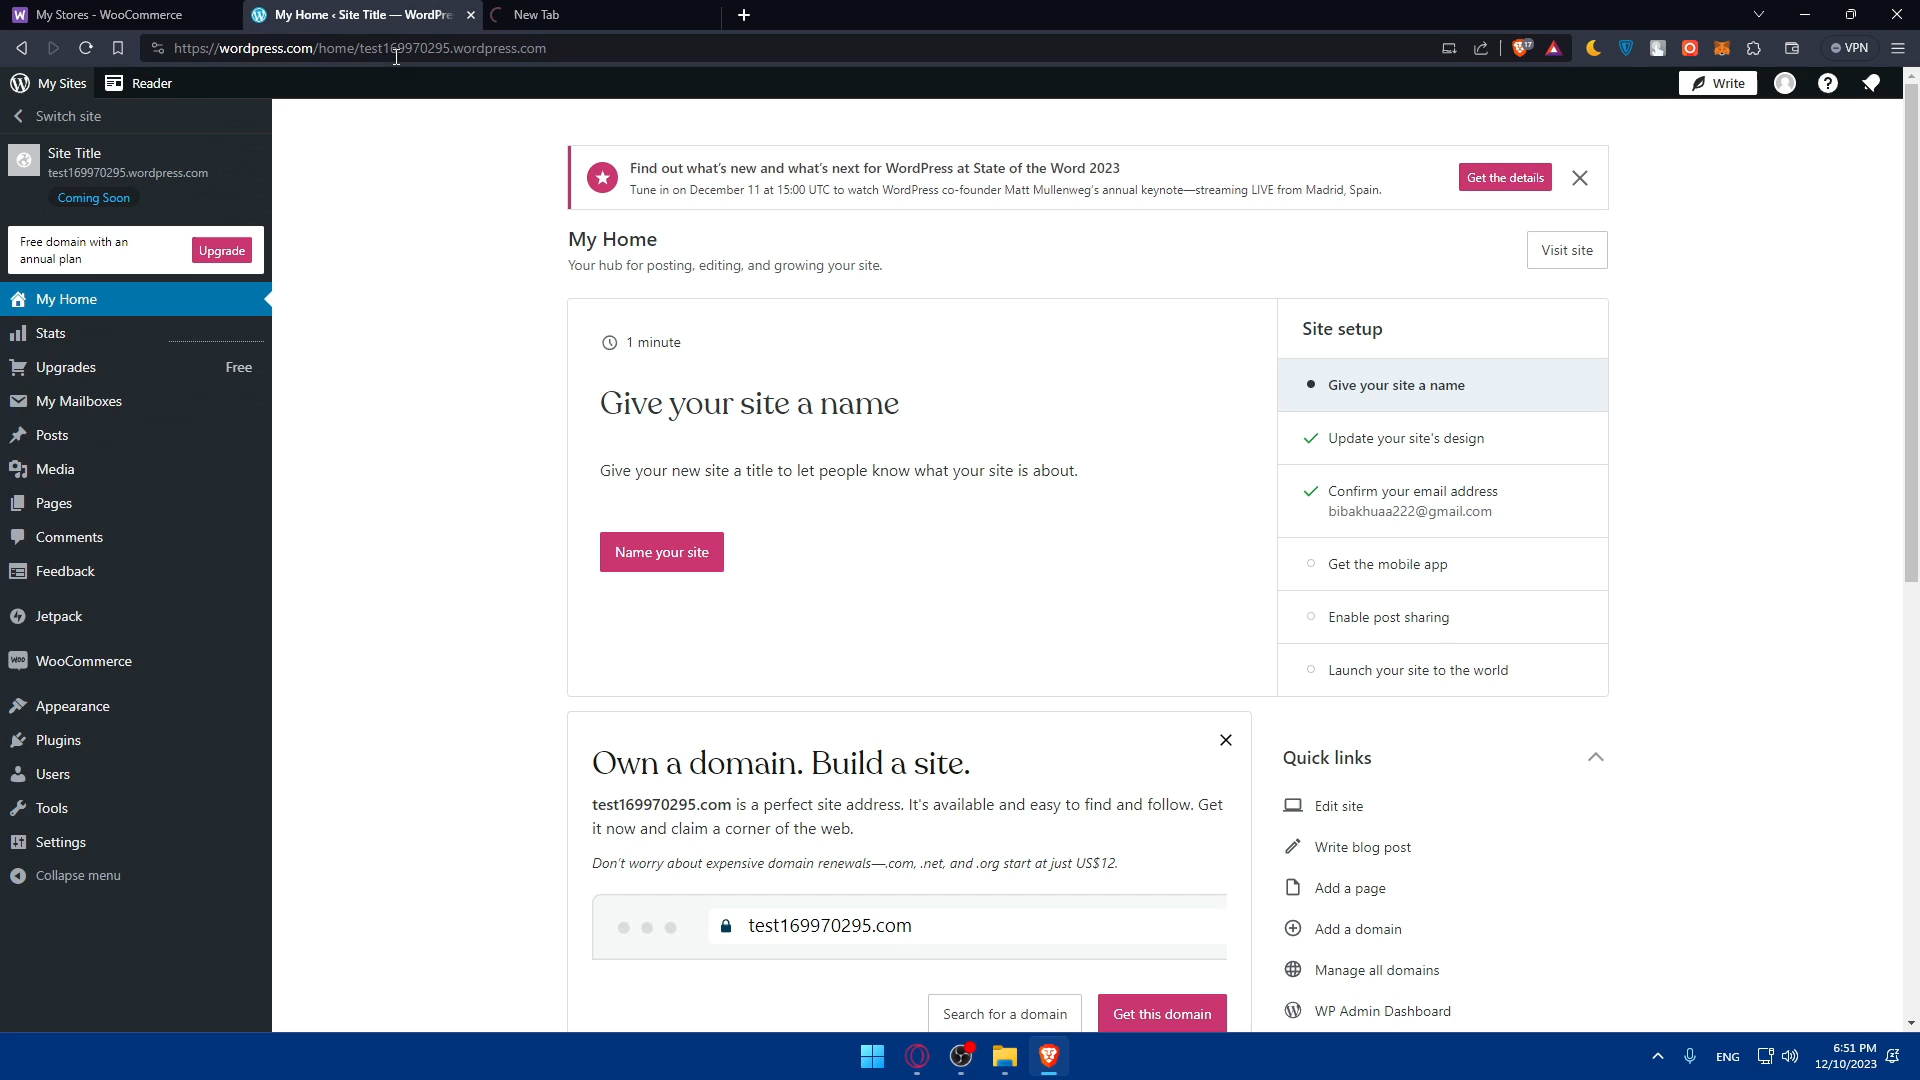 My Stores - WooCommerce
My Home ‹ Site Title — WordPre
New Tab
https://wordpress.com/home/test169970295.wordpress.com
17
VPN
My Sites
Reader
Write
Switch site
Site Title
test169970295.wordpress.com
Coming Soon
Free domain with an
annual plan
Upgrade
My Home
Stats
Upgrades
Free
My Mailboxes
Posts
Media
Pages
Comments
Feedback
Jetpack
WooCommerce
Appearance
Plugins
Users
Tools
Settings
Collapse menu
Find out what's new and what's next for WordPress at State of the Word 2023
Tune in on December 11 at 15:00 UTC to watch WordPress co-founder Matt Mullenweg's annual keynote—streaming LIVE from Madrid, Spain.
Get the details
My Home
Your hub for posting, editing, and growing your site.
Visit site
1 minute
Give your site a name
Give your new site a title to let people know what your site is about.
Name your site
Site setup
Give your site a name
Update your site's design
Confirm your email address
bibakhuaa222@gmail.com
Get the mobile app
Enable post sharing
Launch your site to the world
Own a domain. Build a site.
test169970295.com is a perfect site address. It's available and easy to find and follow. Get
it now and claim a corner of the web.
Don't worry about expensive domain renewals—.com, .net, and .org start at just US$12.
test169970295.com
Search for a domain
Get this domain
Quick links
Edit site
Write blog post
Add a page
Add a domain
Manage all domains
WP Admin Dashboard
ENG
6:51 PM
12/10/2023